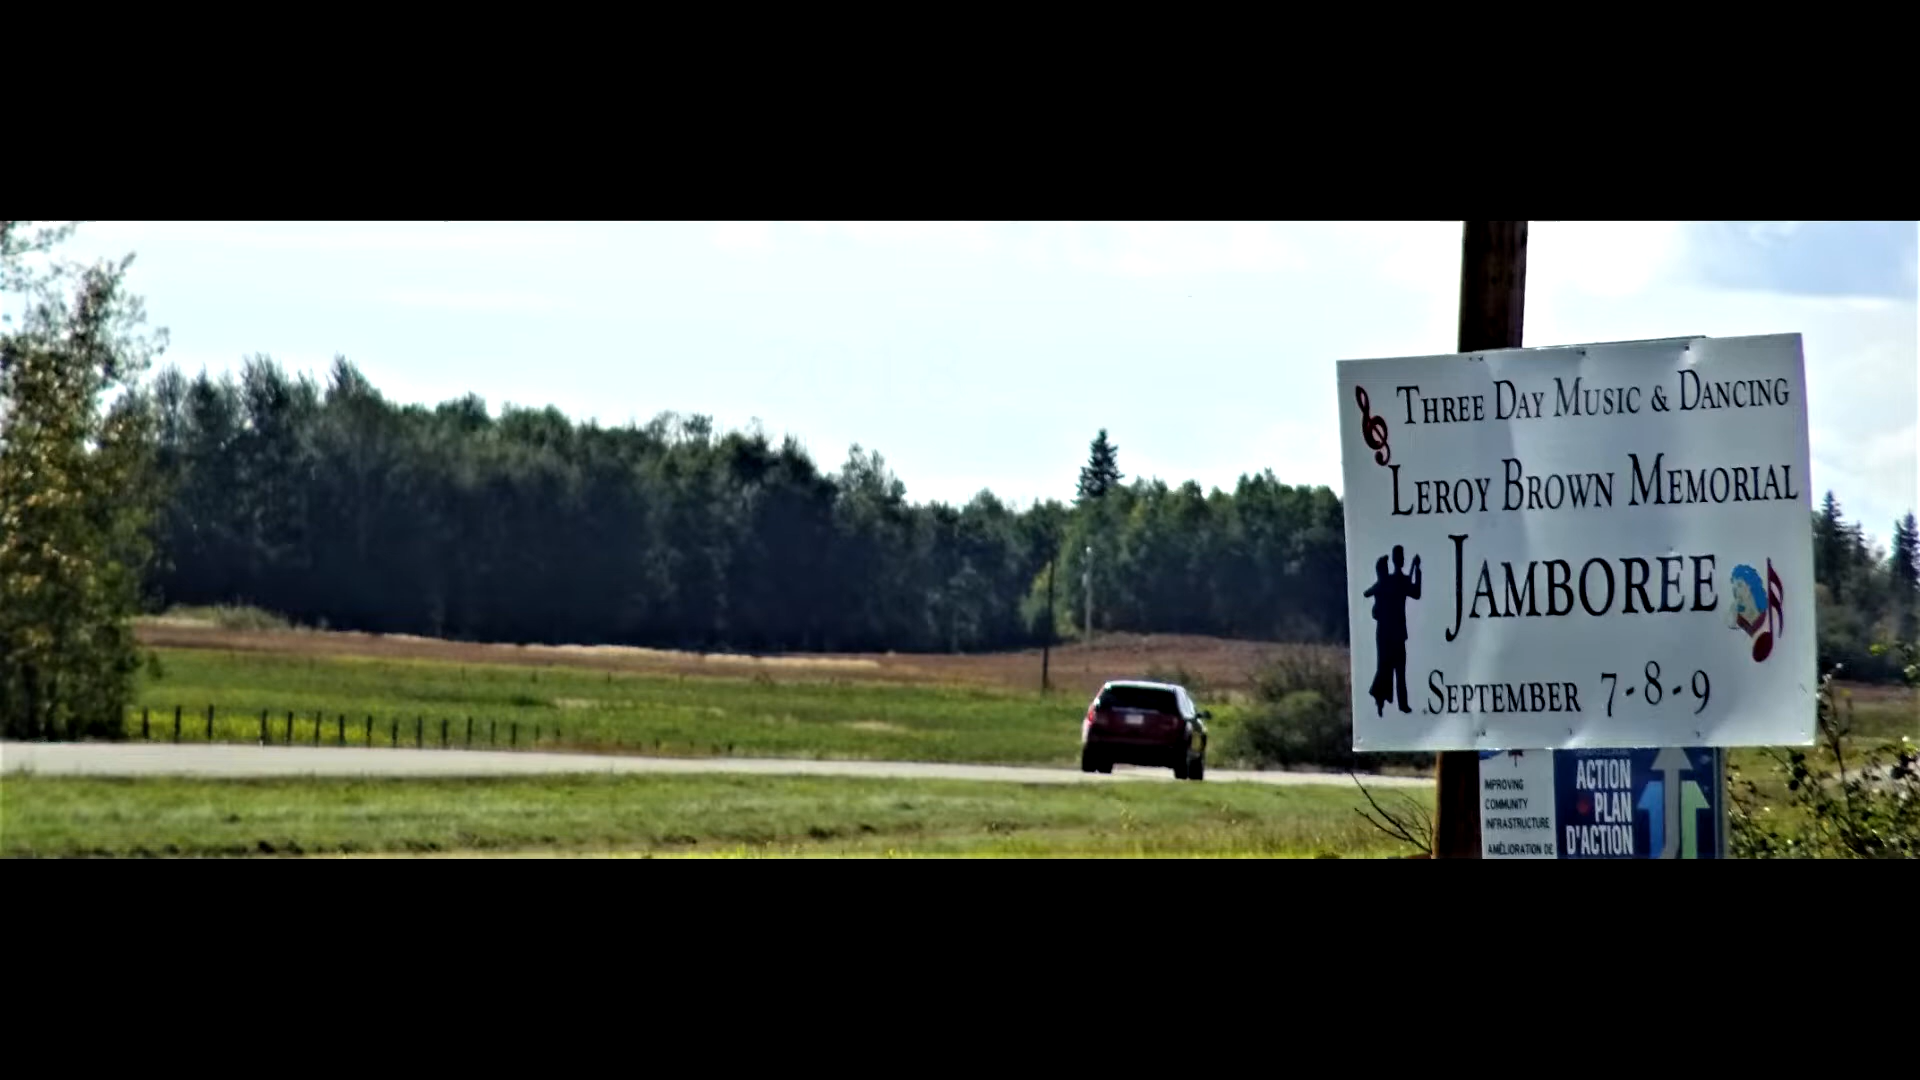 THREE DAY MUSIC & DANCING
LEROY BROWN MEMORIAL
JAMBOREE
SEPTEMBER 7-8-9
IMPROVING
COMMUNITY
INFRASTRUCTURE
AMÉLIORATION DE
ACTION
PLAN
D'ACTION